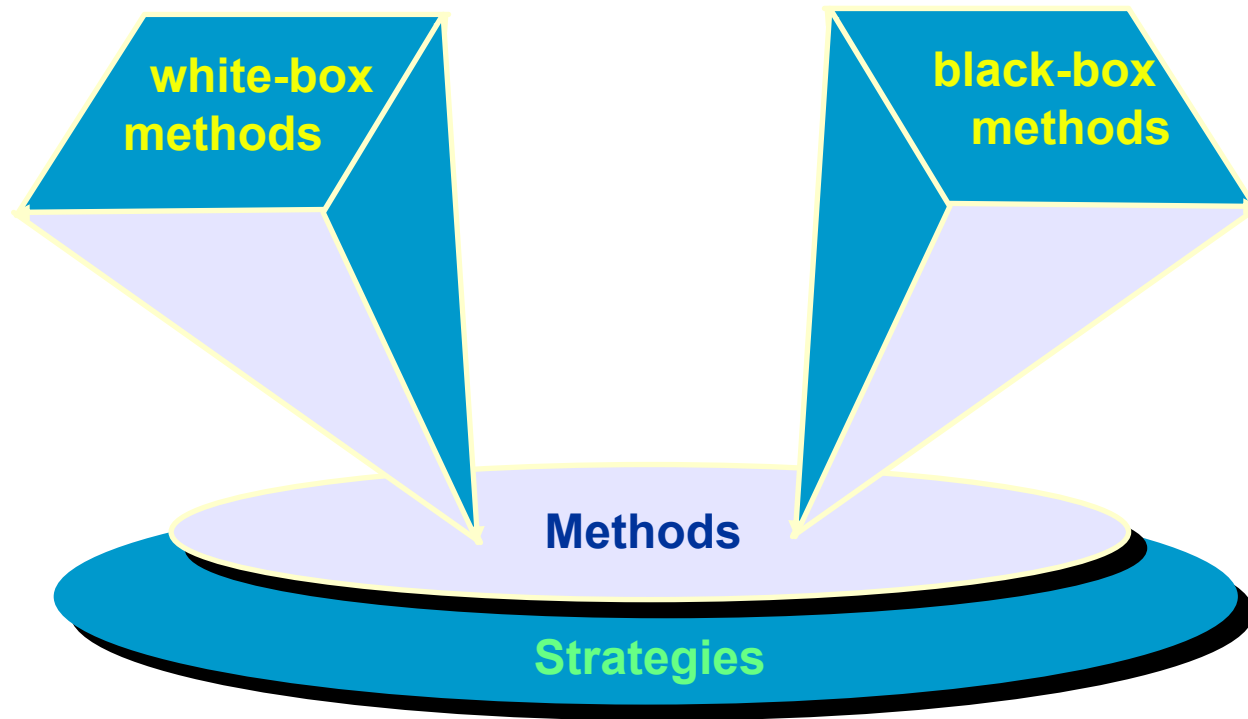 white-box
methods
black-box
methods
Methods
Strategies